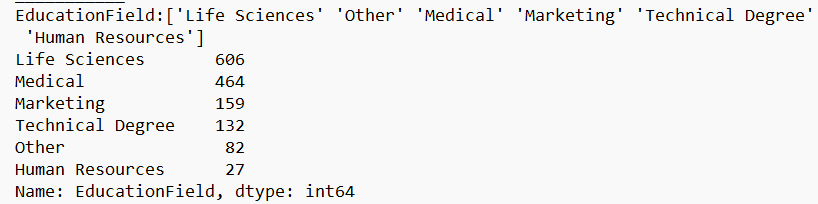 EducationField:['Life Sciences' 'Other' 'Medical' 'Marketing' 'Technical Degree'
 'Human Resources']
Life Sciences       606
Medical             464
Marketing           159
Technical Degree    132
Other                82
Human Resources      27
Name: EducationField, dtype: int64